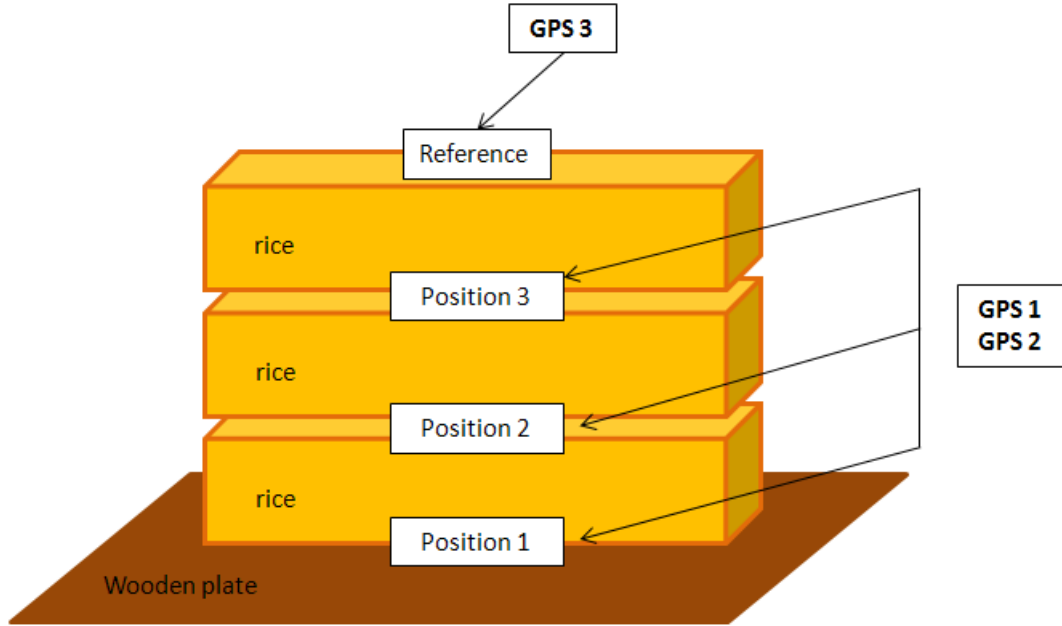 GPS 3
Reference
rice
Position 3
GPS 1
GPS 2
rice
Position 2
rice
Position 1
Wooden plate